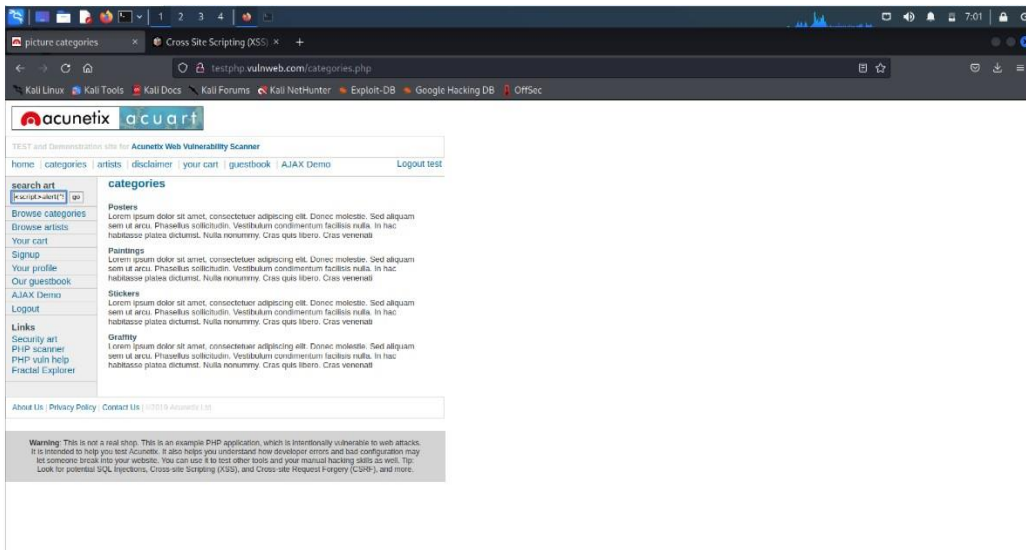 1 2 3 4
7:01
picture categories × Cross Site Scripting (XSS) × +
testphp.vulnweb.com/categories.php
Kali Linux Kali Tools Kali Docs Kali Forums Kali NetHunter Exploit-DB Google Hacking DB OffSec
acunetix acuart
TEST and Demonstration site for Acunetix Web Vulnerability Scanner
home | categories | artists | disclaimer | your cart | guestbook | AJAX Demo Logout test
search art
<script>alert("! go
Browse categories
Browse artists
Your cart
Signup
Your profile
Our guestbook
AJAX Demo
Logout
Links
Security art
PHP scanner
PHP vuln help
Fractal Explorer
categories
Posters
Lorem ipsum dolor sit amet, consectetuer adipiscing elit. Donec molestie. Sed aliquam
sem ut arcu. Phasellus sollicitudin. Vestibulum condimentum facilisis nulla. In hac
habitasse platea dictumst. Nulla nonummy. Cras quis libero. Cras venenati
Paintings
Lorem ipsum dolor sit amet, consectetuer adipiscing elit. Donec molestie. Sed aliquam
sem ut arcu. Phasellus sollicitudin. Vestibulum condimentum facilisis nulla. In hac
habitasse platea dictumst. Nulla nonummy. Cras quis libero. Cras venenati
Stickers
Lorem ipsum dolor sit amet, consectetuer adipiscing elit. Donec molestie. Sed aliquam
sem ut arcu. Phasellus sollicitudin. Vestibulum condimentum facilisis nulla. In hac
habitasse platea dictumst. Nulla nonummy. Cras quis libero. Cras venenati
Graffity
Lorem ipsum dolor sit amet, consectetuer adipiscing elit. Donec molestie. Sed aliquam
sem ut arcu. Phasellus sollicitudin. Vestibulum condimentum facilisis nulla. In hac
habitasse platea dictumst. Nulla nonummy. Cras quis libero. Cras venenati
About Us | Privacy Policy | Contact Us | ©2019 Acunetix Ltd
Warning: This is not a real shop. This is an example PHP application, which is intentionally vulnerable to web attacks.
It is intended to help you test Acunetix. It also helps you understand how developer errors and bad configuration may
let someone break into your website. You can use it to test other tools and your manual hacking skills as well. Tip:
Look for potential SQL Injections, Cross-site Scripting (XSS), and Cross-site Request Forgery (CSRF), and more.